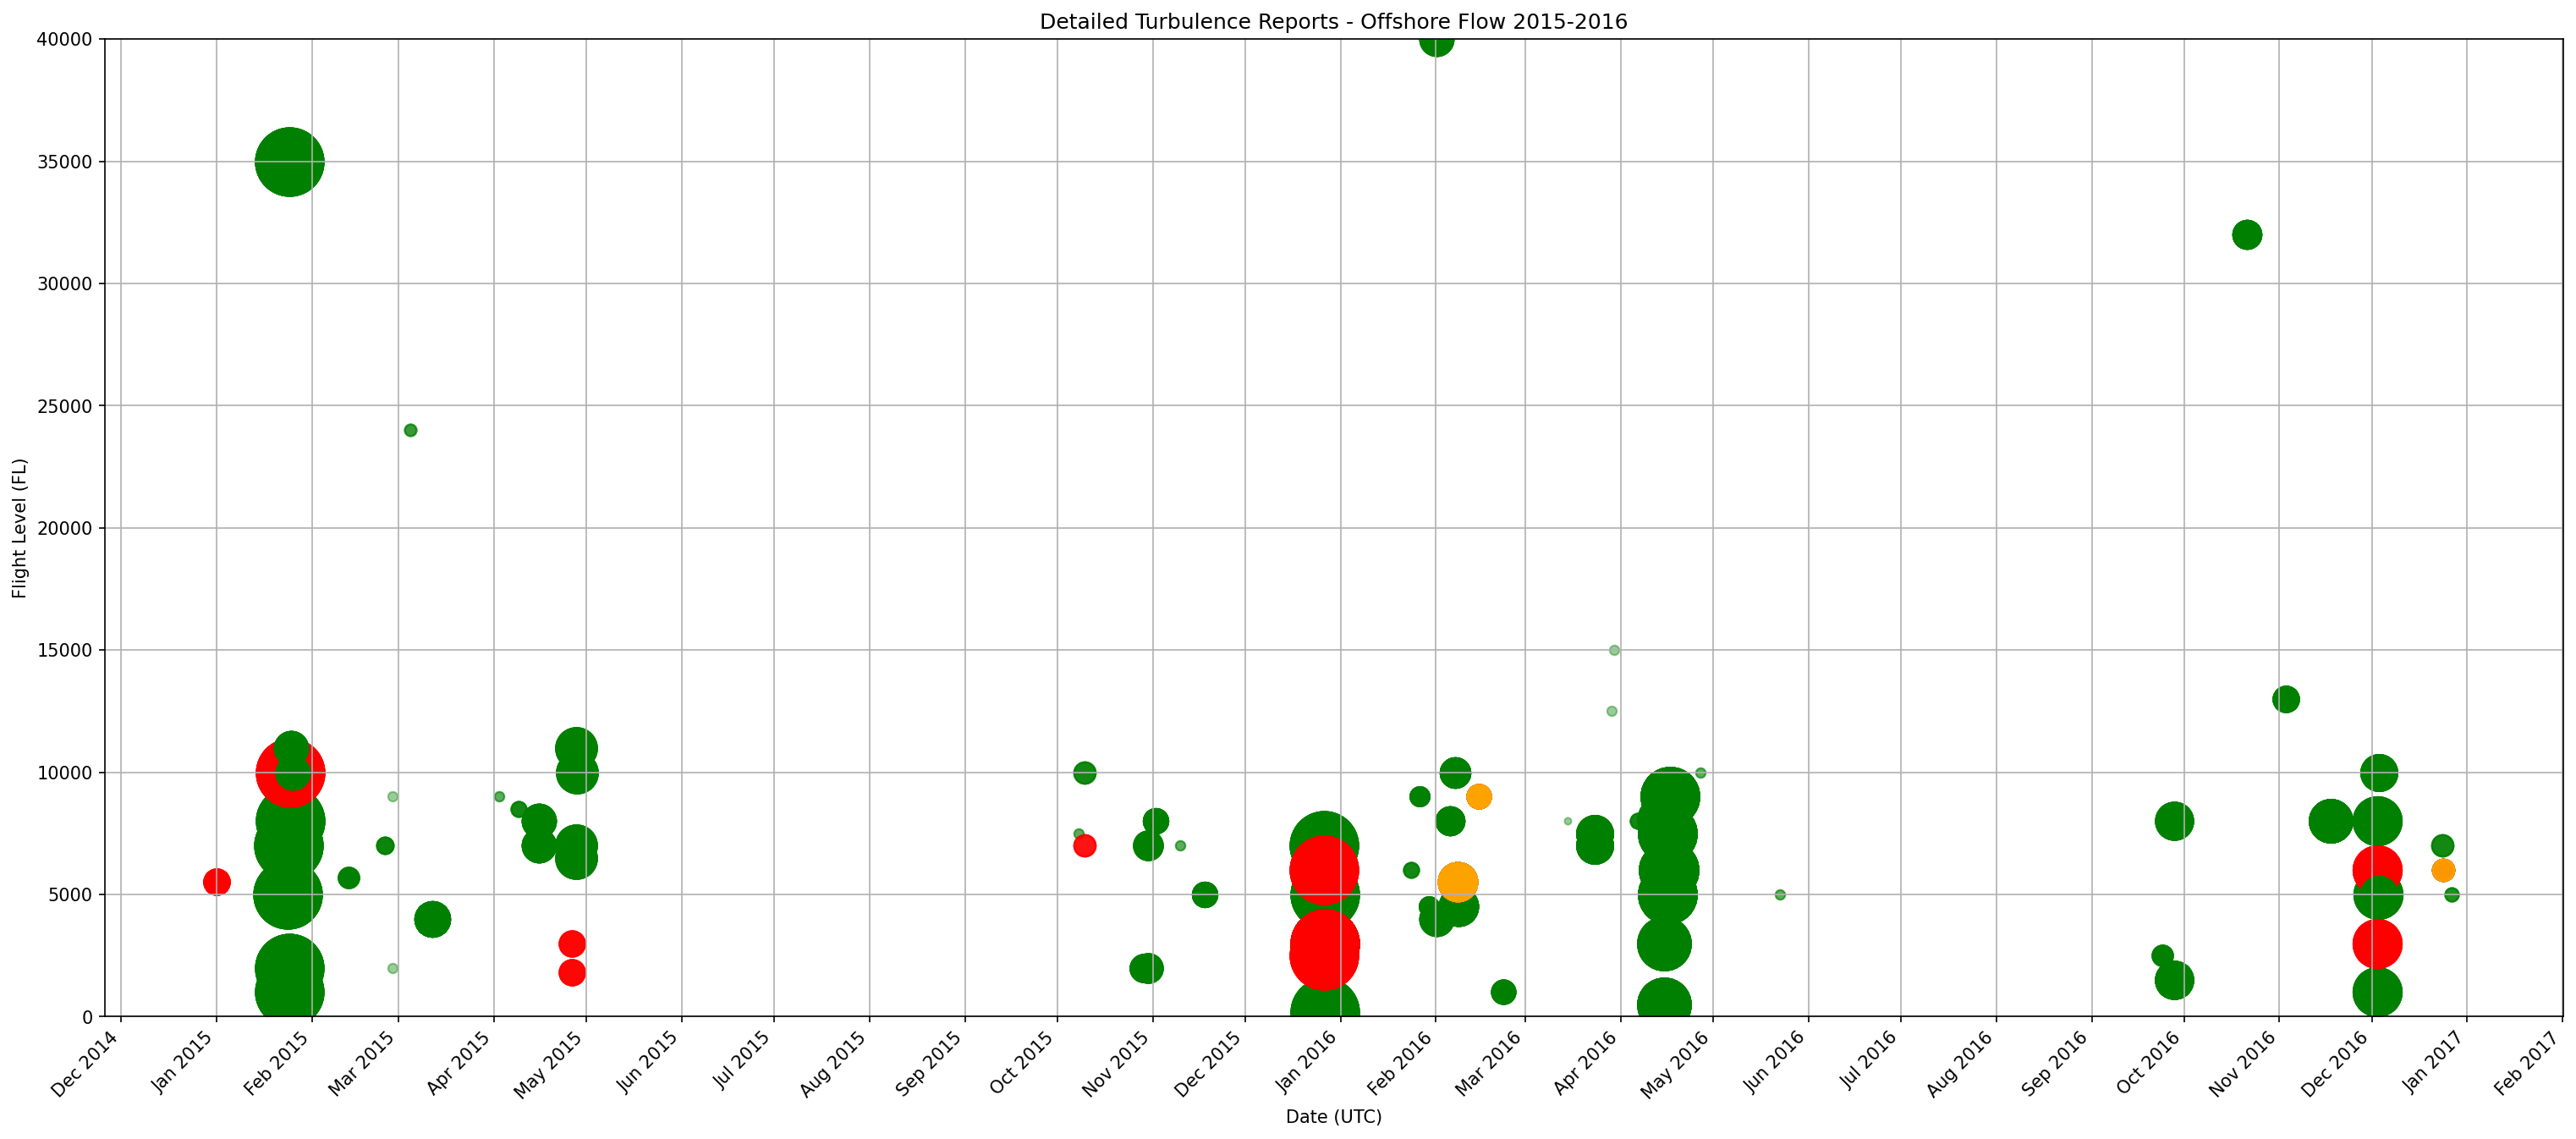 Detailed Turbulence Reports - Offshore Flow 2015-2016
40000
35000
30000
25000
20000
15000
10000
5000
0
Flight Level (FL)
Dec 2014
Jan 2015
Feb 2015
Mar 2015
Apr 2015
May 2015
Jun 2015
Jul 2015
Aug 2015
Sep 2015
Oct 2015
Nov 2015
Dec 2015
Jan 2016
Feb 2016
Mar 2016
Apr 2016
May 2016
Jun 2016
Jul 2016
Aug 2016
Sep 2016
Oct 2016
Nov 2016
Dec 2016
Jan 2017
Feb 2017
Date (UTC)